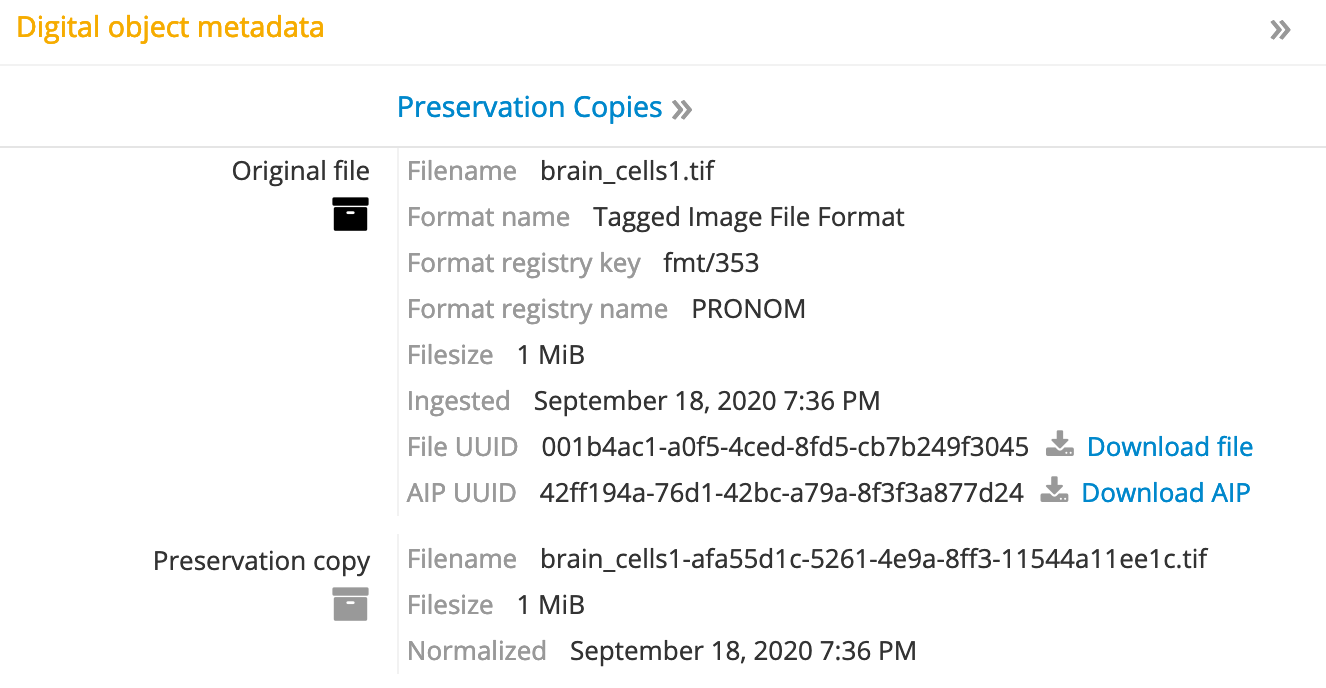 Digital object metadata »
Preservation Copies »
Original file Filename brain_cells1.tif
Format name Tagged Image File Format
Format registry key fmt/353
Format registry name PRONOM
Filesize 1 MiB
Ingested September 18, 2020 7:36 PM
File UUID 001b4ac1-a0f5-4ced-8fd5-cb7b249f3045 Download file
AIP UUID 42ff194a-76d1-42bc-a79a-8f3f3a877d24 Download AIP
Preservation copy Filename brain_cells1-afa55d1c-5261-4e9a-8ff3-11544a11ee1c.tif
Filesize 1 MiB
Normalized September 18, 2020 7:36 PM